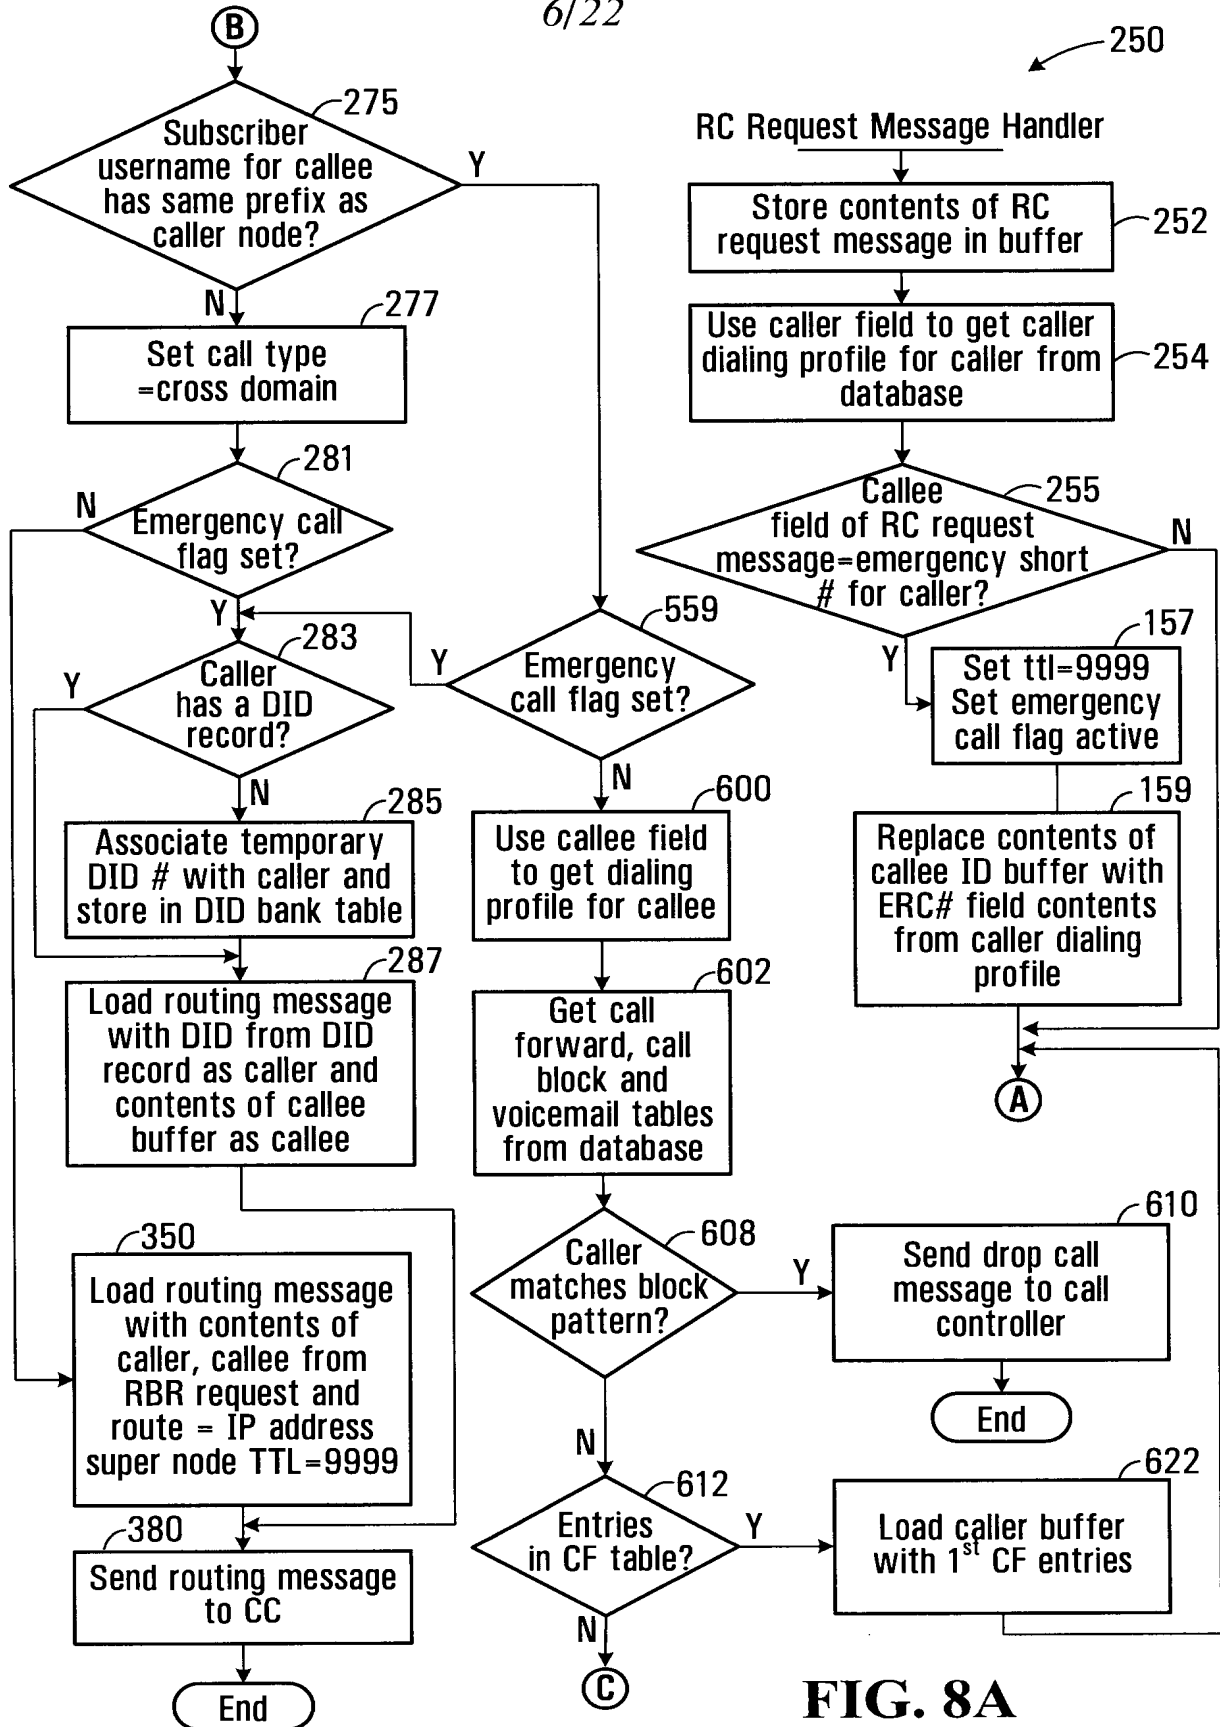 6/22
B
275
Subscriber
username for callee
has same prefix as
caller node?
Y
N
277
Set call type
=cross domain
281
N
Emergency call
flag set?
Y
283
Y
Caller
has a DID
record?
N
285
Associate temporary
DID # with caller and
store in DID bank table
287
Load routing message
with DID from DID
record as caller and
contents of callee
buffer as callee
350
Load routing message
with contents of
caller, callee from
RBR request and
route = IP address
super node TTL=9999
380
Send routing message
to CC
End
559
Y
Emergency
call flag set?
N
600
Use callee field
to get dialing
profile for callee
602
Get call
forward, call
block and
voicemail tables
from database
608
Caller
matches block
pattern?
Y
N
610
Send drop call
message to call
controller
End
612
Entries
in CF table?
Y
N
C
622
Load caller buffer
with 1st CF entries
250
RC Request Message Handler
Store contents of RC
request message in buffer
252
Use caller field to get caller
dialing profile for caller from
database
254
255
Callee
field of RC request
message=emergency short
# for caller?
N
Y
157
Set ttl=9999
Set emergency
call flag active
159
Replace contents of
callee ID buffer with
ERC# field contents
from caller dialing
profile
A
FIG. 8A